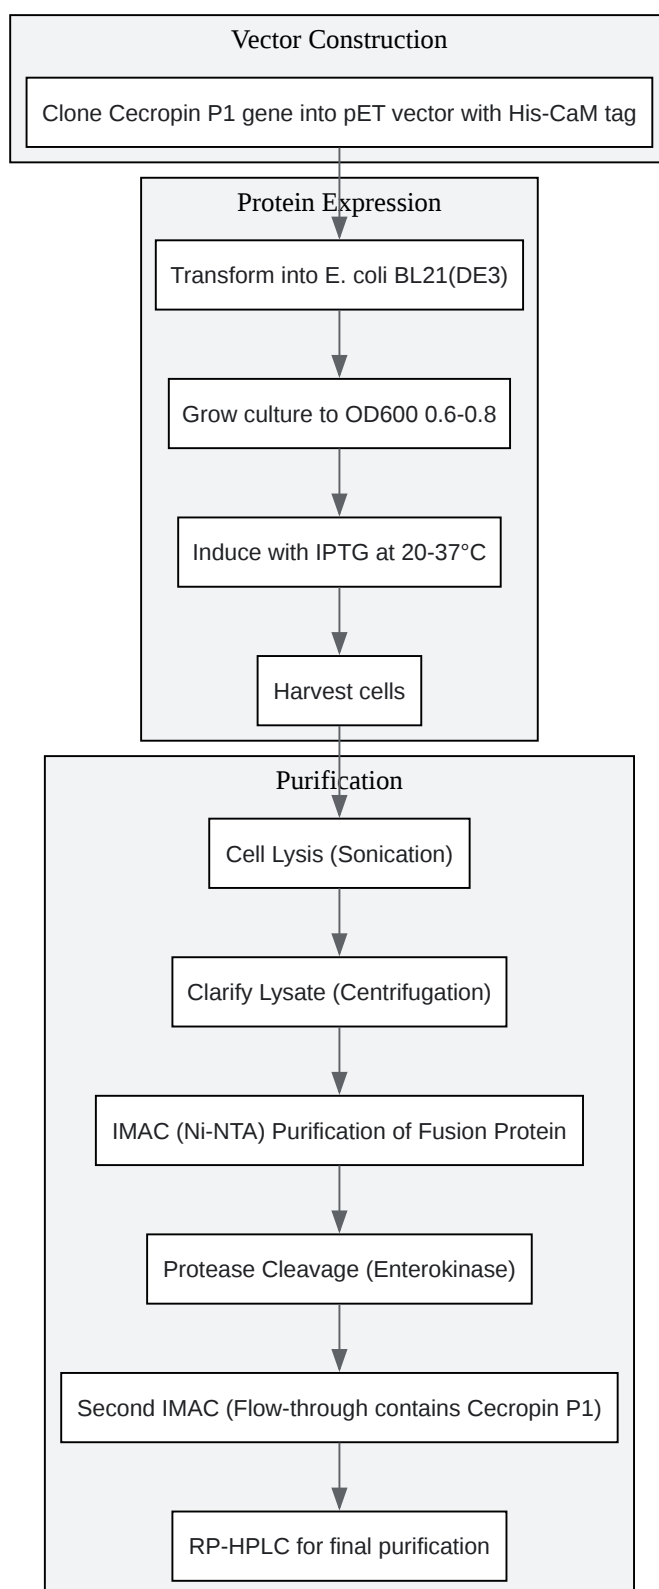 Vector Construction
Clone Cecropin P1 gene into pET vector with His-CaM tag
Protein Expression
Transform into E. coli BL21(DE3)
Grow culture to OD600 0.6-0.8
Induce with IPTG at 20-37°C
Harvest cells
Purification
Cell Lysis (Sonication)
Clarify Lysate (Centrifugation)
IMAC (Ni-NTA) Purification of Fusion Protein
Protease Cleavage (Enterokinase)
Second IMAC (Flow-through contains Cecropin P1)
RP-HPLC for final purification